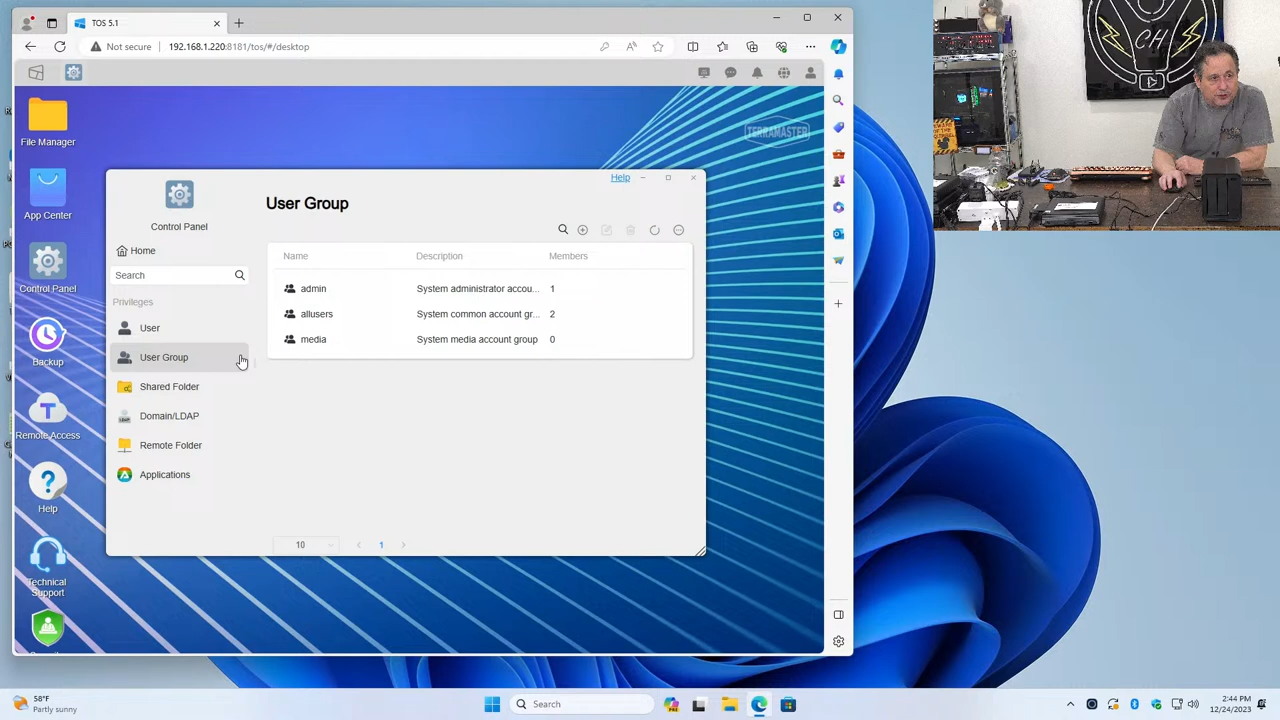 TOS 5.1
Not secure
192.168.1.220:8181/tos/#/desktop
CH
File Manager
TERRAMASTER
Help
User Group
Control Panel
App Center
Home
Search
Name
Description
Members
Control Panel
admin
System administrator accou...
1
Privileges
allusers
System common account gr...
2
User
media
System media account group
0
User Group
Backup
Shared Folder
Domain/LDAP
Remote Access
Remote Folder
Applications
Help
10
1
Technical
Support
58°F
Partly sunny
Search
2:44 PM
12/24/2023